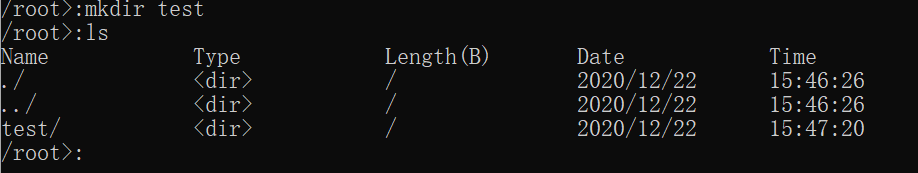 /root>:mkdir test
/root>:ls
Name Type Length(B) Date Time
./ <dir> / 2020/12/22 15:46:26
../ <dir> / 2020/12/22 15:46:26
test/ <dir> / 2020/12/22 15:47:20
/root>: